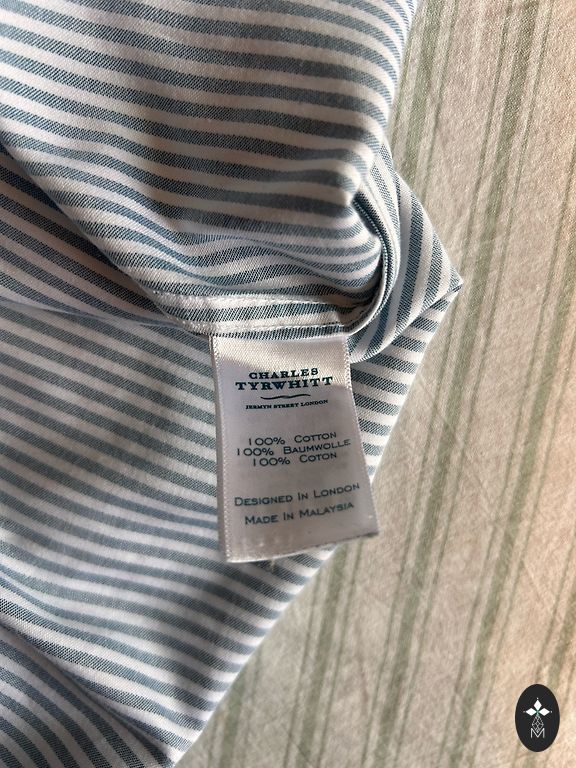 CHARLES
TYRWHITT
JERMYN STREET LONDON
100% COTTON
100% BAUMWOLLE
100% COTON
DESIGNED IN LONDON
MADE IN MALAYSIA
M